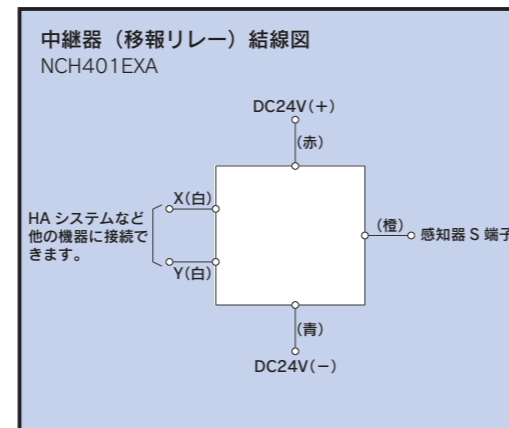 中継器（移報リレー）結線図
NCH401EXA
DC24V(＋)
(赤)
X(白)
HA システムなど
他の機器に接続で
きます。
Y(白)
(橙)
感知器 S 端子
(青)
DC24V(－)